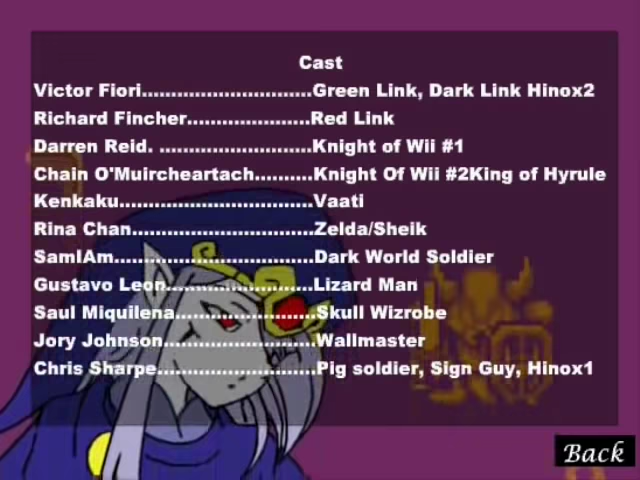 Cast
Victor Fiori.............................Green Link, Dark Link Hinox2
Richard Fincher.....................Red Link
Darren Reid. ..........................Knight of Wii #1
Chain O'Muircheartach..........Knight Of Wii #2King of Hyrule
Kenkaku.................................Vaati
Rina Chan...............................Zelda/Sheik
SamIAm..................................Dark World Soldier
Gustavo Leon.........................Lizard Man
Saul Miquilena........................Skull Wizrobe
Jory Johnson..........................Wallmaster
Chris Sharpe...........................Pig soldier, Sign Guy, Hinox1
Back